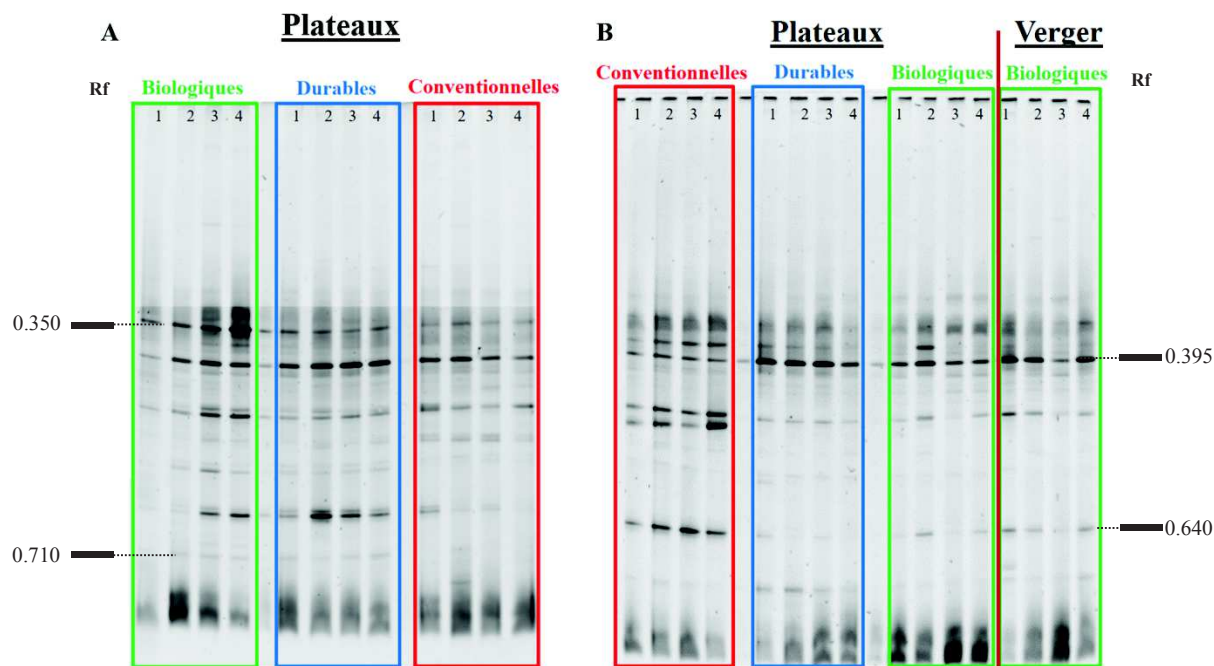 A
Plateaux
Rf
Biologiques
Durables
Conventionnelles
1 2 3 4
1 2 3 4
1 2 3 4
0.350
0.710
B
Plateaux
Verger
Conventionnelles
Durables
Biologiques
Biologiques
Rf
1 2 3 4
1 2 3 4
1 2 3 4
1 2 3 4
0.395
0.640